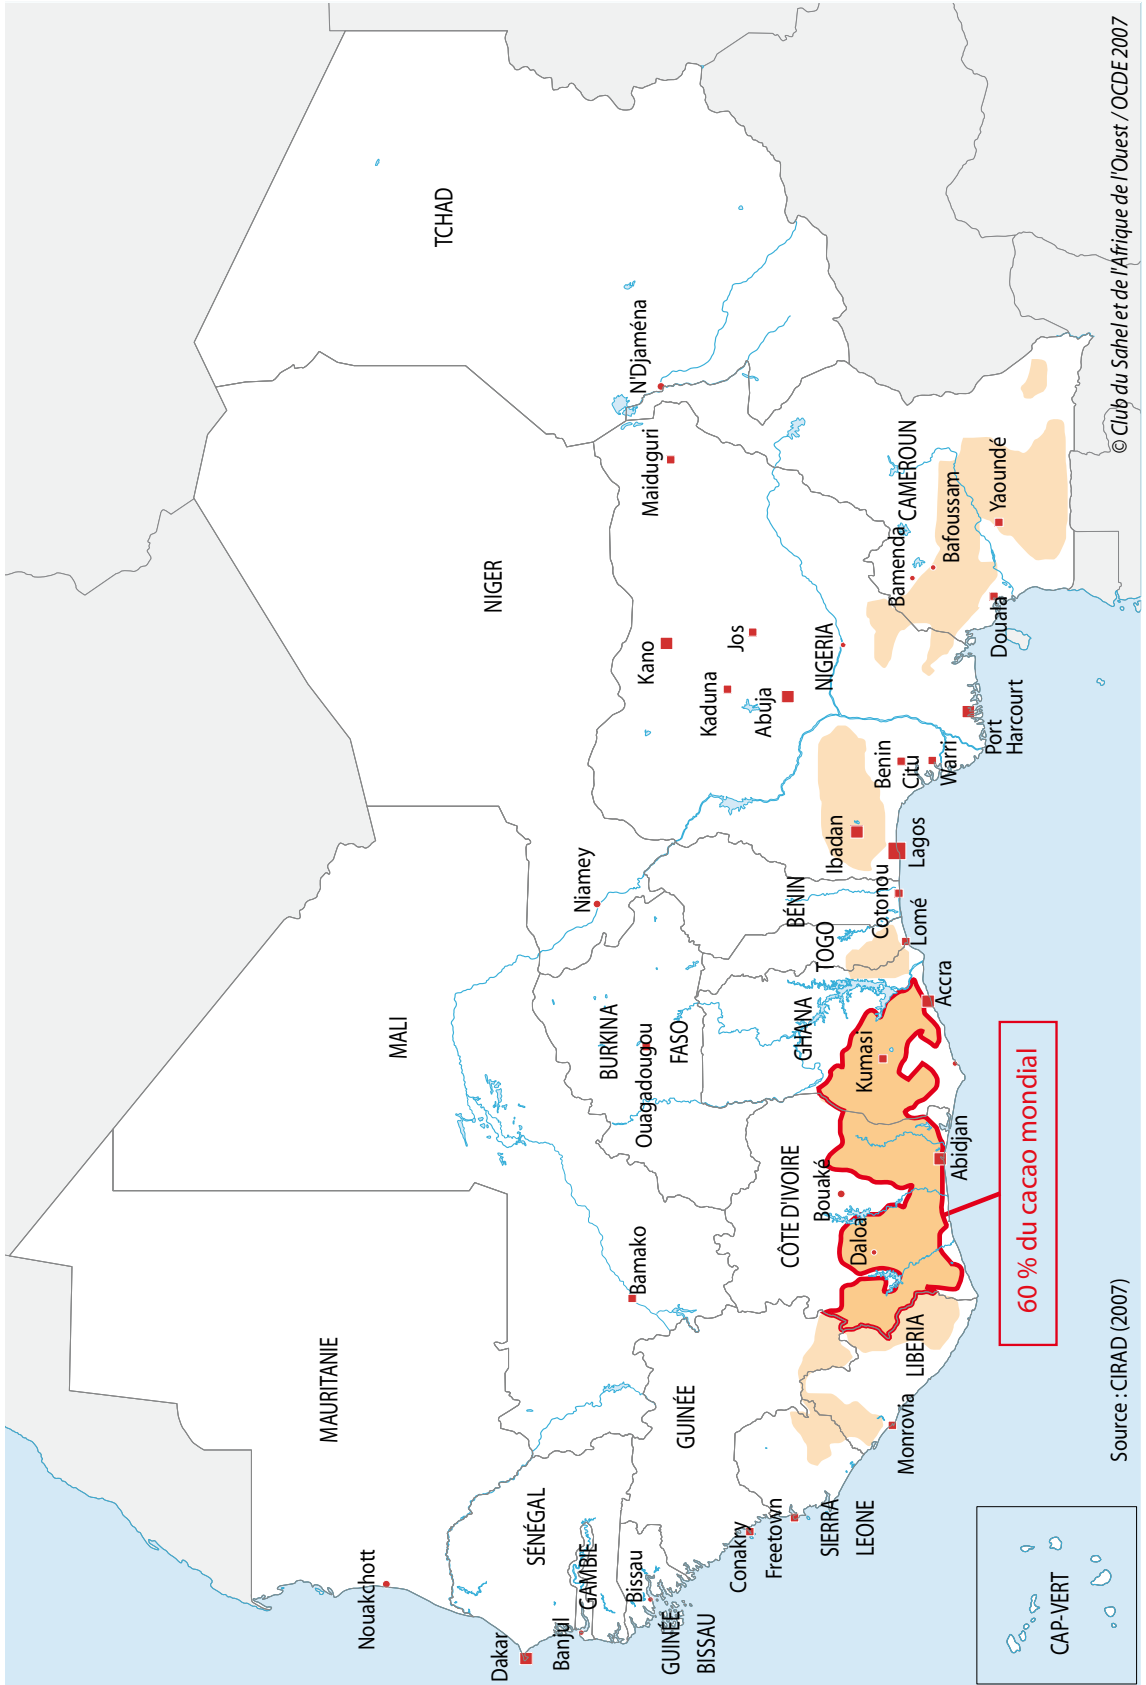 TCHAD
NIGER
MALI
MAURITANIE
Nouakchott
N'Djaména
Maiduguri
Kano
Kaduna
Jos
Abuja
NIGERIA
Niamey
BURKINA
Ouagadougou
FASO
Bamako
SÉNÉGAL
Dakar
Banjul
GAMBIE
Bissau
GUINÉE
BISSAU
GUINÉE
Conakry
Freetown
SIERRA
LEONE
Monrovia
LIBERIA
CÔTE D'IVOIRE
Bouaké
Daloa
Abidjan
GHANA
Kumasi
Accra
TOGO
Lomé
BÉNIN
Cotonou
Ibadan
Lagos
Benin
Citu
Warri
Port
Harcourt
CAMEROUN
Bamenda
Bafoussam
Yaoundé
Douala
60 % du cacao mondial
CAP-VERT
Source : CIRAD (2007)
© Club du Sahel et de l'Afrique de l'Ouest / OCDE 2007